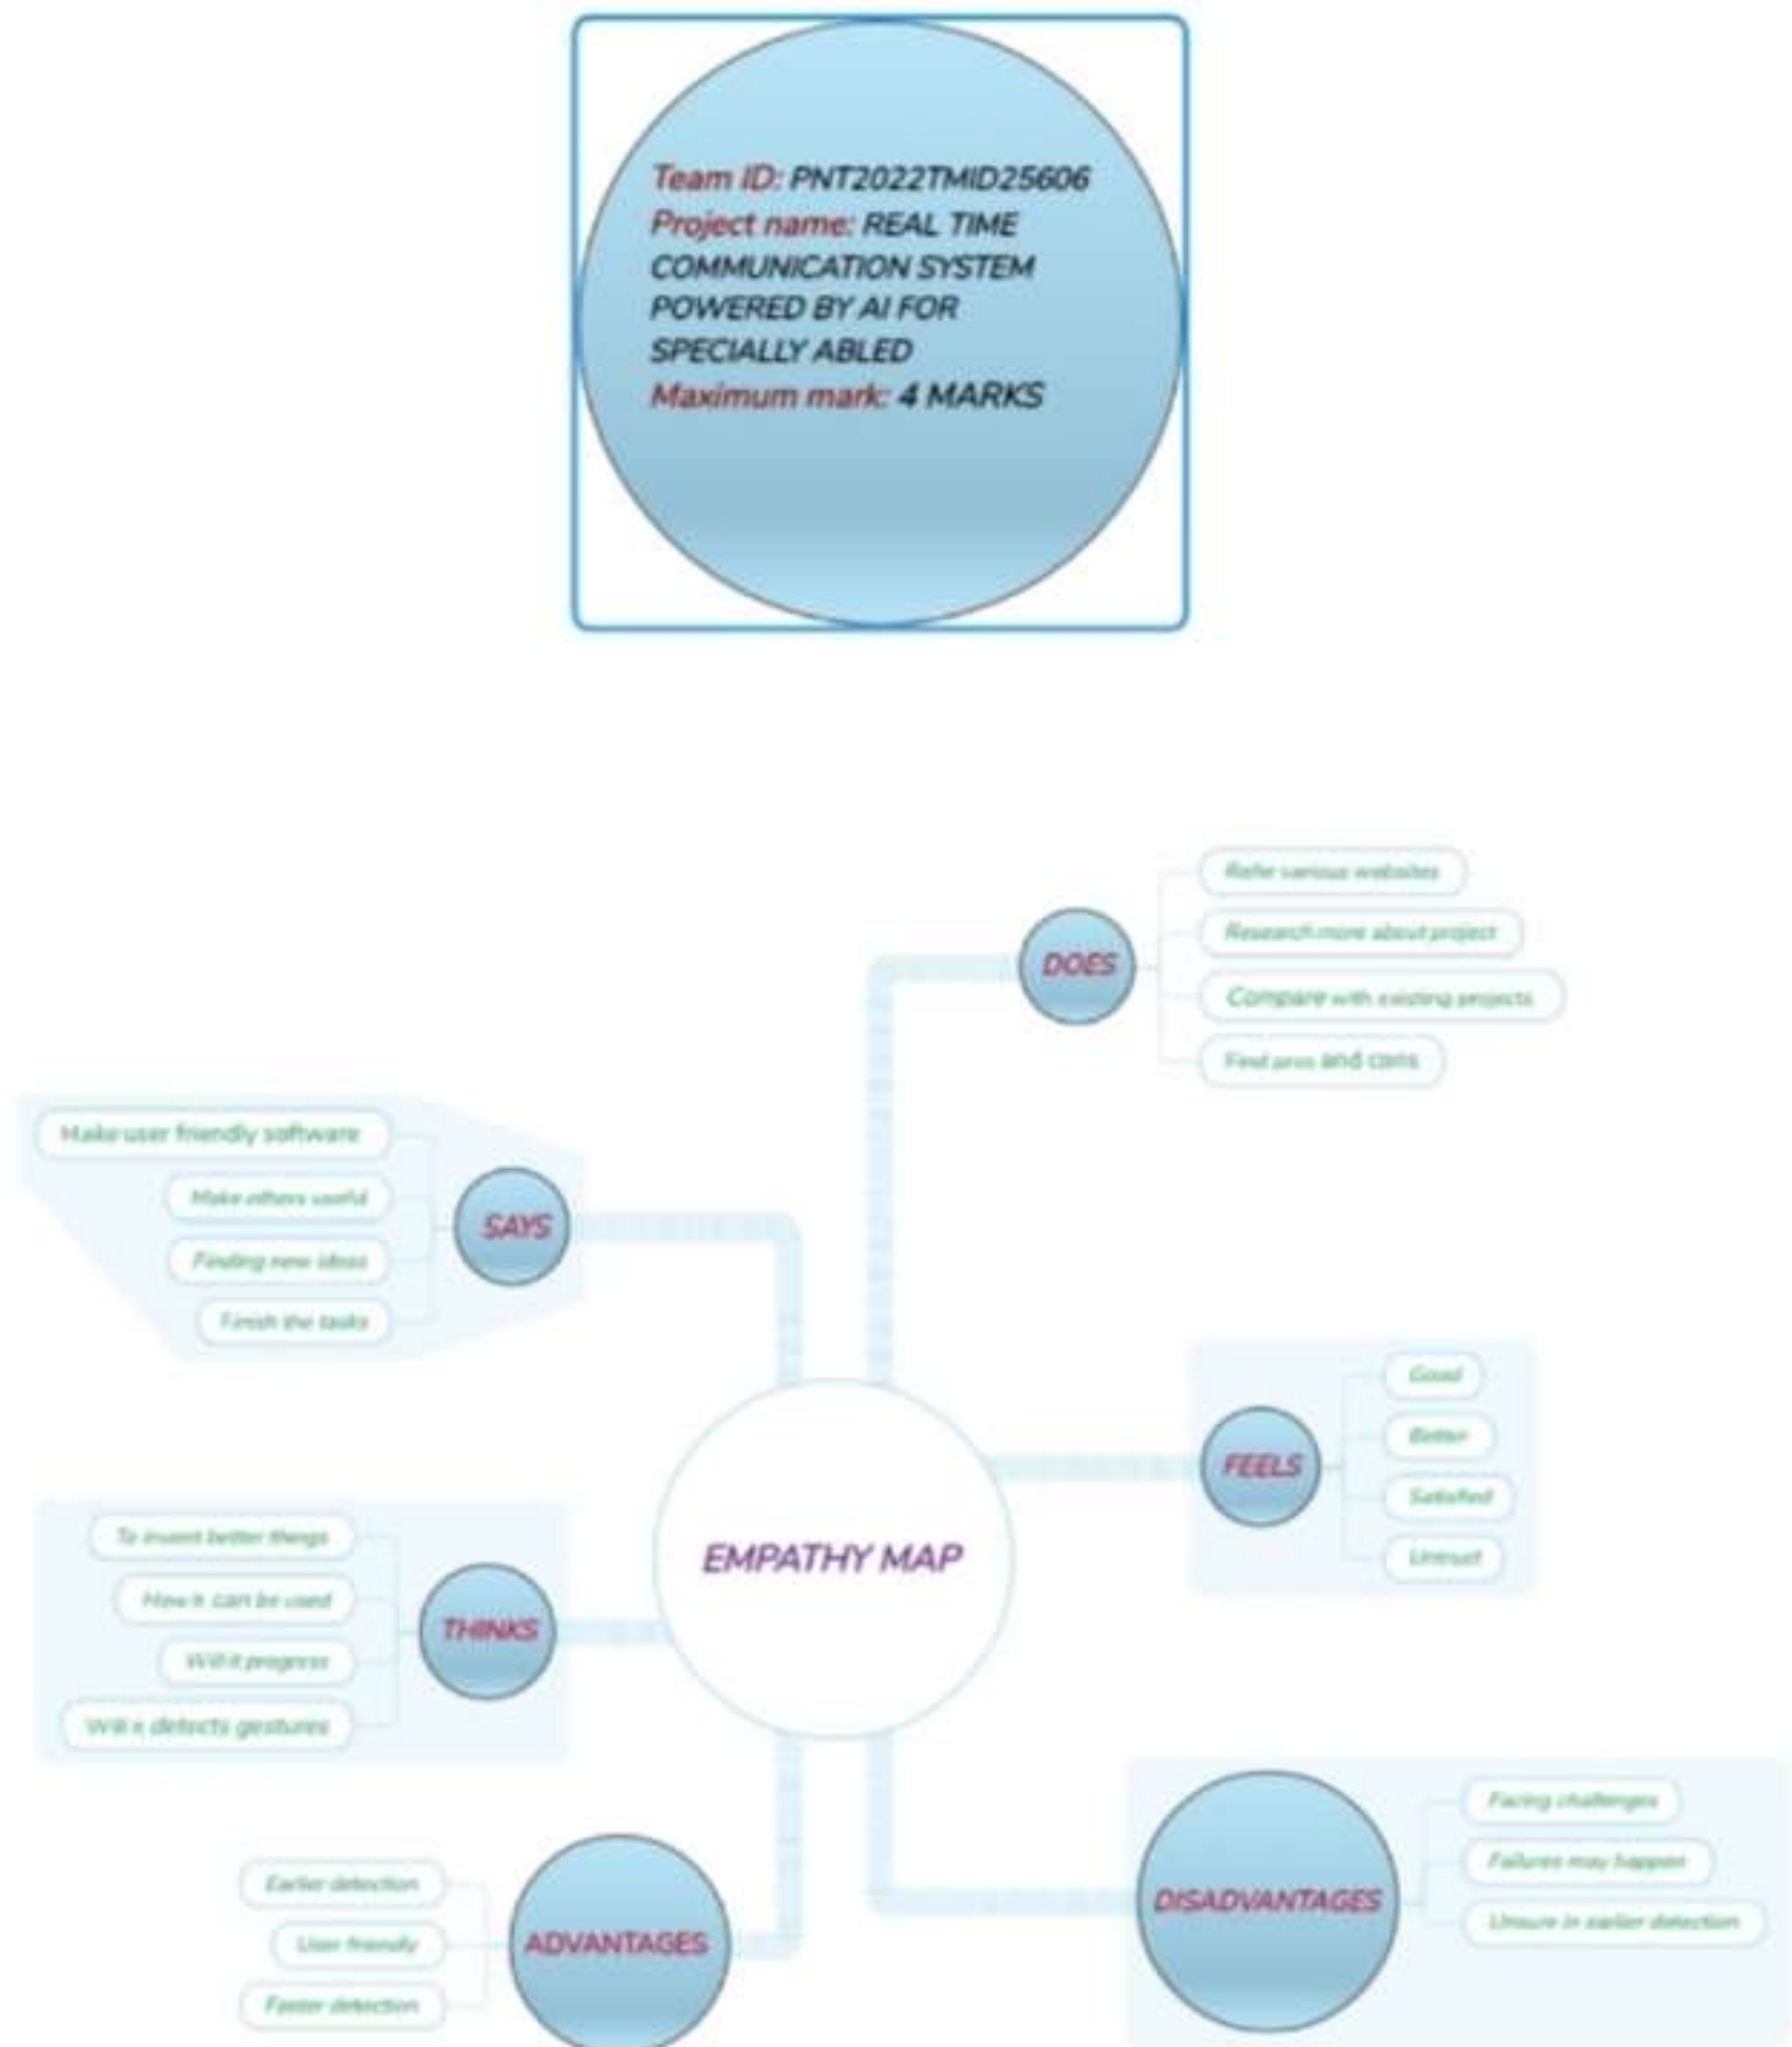 Team ID: PNT2022TMID25606
Project name: REAL TIME
COMMUNICATION SYSTEM
POWERED BY AI FOR
SPECIALLY ABLED
Maximum mark: 4 MARKS
DOES
Refer various websites
Research more about project
Compare with existing projects
Find pros and cons
SAYS
Make user friendly software
Make others useful
Finding new ideas
Finish the tasks
FEELS
Good
Better
Satisfied
Untrust
EMPATHY MAP
THINKS
To invent better things
How it can be used
Will it progress
Will it detects gestures
ADVANTAGES
Earlier detection
User friendly
Faster detection
DISADVANTAGES
Facing challenges
Failures may happen
Unsure in earlier detection